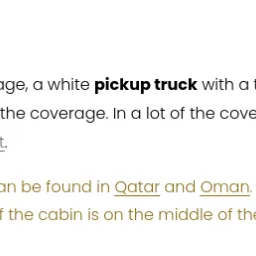 age, a white pickup truck with a
the coverage. In a lot of the cove
t.
an be found in Qatar and Oman.
f the cabin is on the middle of the